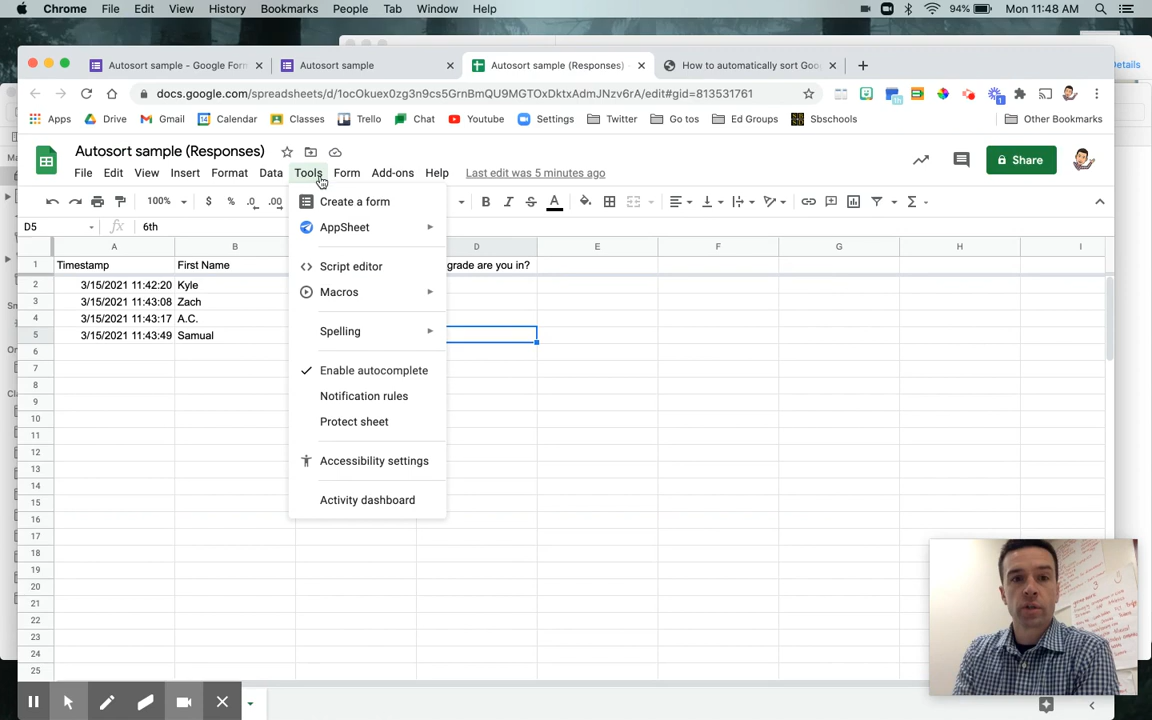 Chrome File Edit View History Bookmarks People Tab Window Help 94% Mon 11:48 AM
Details
Autosort sample - Google Form
Autosort sample
Autosort sample (Responses)
How to automatically sort Goo
docs.google.com/spreadsheets/d/1ocOkuex0zg3n9cs5GrnBmQU9MGTOxDktxAdmJNzv6rA/edit#gid=813531761
Apps Drive Gmail Calendar Classes Trello Chat Youtube Settings Twitter Go tos Ed Groups Sbschools Other Bookmarks
Autosort sample (Responses)
File Edit View Insert Format Data Tools Form Add-ons Help Last edit was 5 minutes ago
Share
100% $ % .0 .00 B I S A
D5 fx 6th
A B D E F G H I
1 Timestamp First Name grade are you in?
2 3/15/2021 11:42:20 Kyle
3 3/15/2021 11:43:08 Zach
4 3/15/2021 11:43:17 A.C.
5 3/15/2021 11:43:49 Samual
6
7
8
9
10
11
12
13
14
15
16
17
18
19
20
21
22
23
24
25
Create a form
AppSheet
Script editor
Macros
Spelling
Enable autocomplete
Notification rules
Protect sheet
Accessibility settings
Activity dashboard